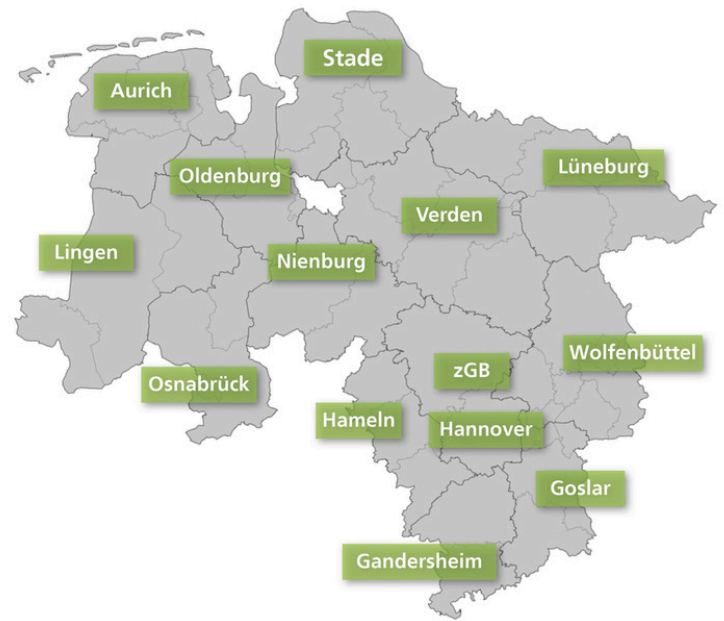 Stade
Aurich
Lüneburg
Oldenburg
Verden
Lingen
Nienburg
Wolfenbüttel
zGB
Osnabrück
Hameln
Hannover
Goslar
Gandersheim